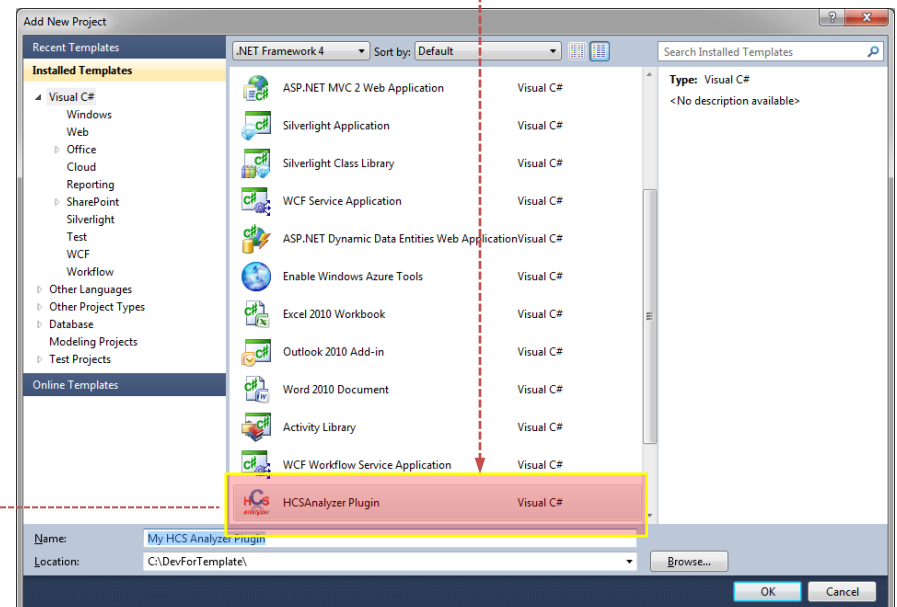 Add New Project
Recent Templates
.NET Framework 4 Sort by: Default
Search Installed Templates
Installed Templates
Type: Visual C#
<No description available>
Visual C#
Windows
Web
Office
Cloud
Reporting
SharePoint
Silverlight
Test
WCF
Workflow
Other Languages
Other Project Types
Database
Modeling Projects
Test Projects
Online Templates
ASP.NET MVC 2 Web Application Visual C#
Silverlight Application Visual C#
Silverlight Class Library Visual C#
WCF Service Application Visual C#
ASP.NET Dynamic Data Entities Web Application Visual C#
Enable Windows Azure Tools Visual C#
Excel 2010 Workbook Visual C#
Outlook 2010 Add-in Visual C#
Word 2010 Document Visual C#
Activity Library Visual C#
WCF Workflow Service Application Visual C#
HCS analyzer HCSAnalyzer Plugin Visual C#
Name: My HCS Analyzer Plugin
Location: C:\DevForTemplate\ Browse...
OK Cancel